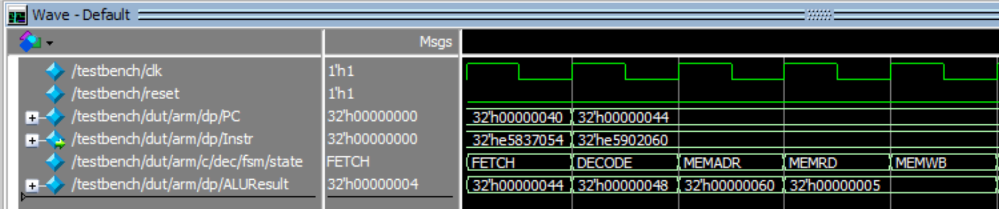 Wave - Default
Msgs
/testbench/clk 1'h1
/testbench/reset 1'h1
/testbench/dut/arm/dp/PC 32'h00000000 32'h00000040 32'h00000044
/testbench/dut/arm/dp/Instr 32'h00000000 32'he5837054 32'he5902060
/testbench/dut/arm/c/dec/fsm/state FETCH FETCH DECODE MEMADR MEMRD MEMWB
/testbench/dut/arm/dp/ALUResult 32'h00000004 32'h00000044 32'h00000048 32'h00000060 32'h00000005